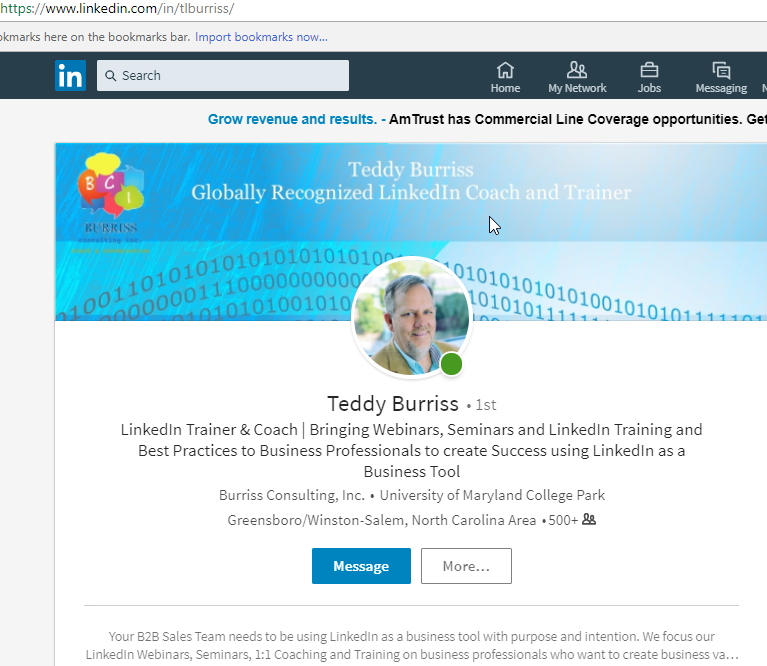 https://www.linkedin.com/in/tlburriss/
okmarks here on the bookmarks bar. Import bookmarks now...
in Search Home My Network Jobs Messaging N
Grow revenue and results. - AmTrust has Commercial Line Coverage opportunities. Get
Teddy Burriss
Globally Recognized LinkedIn Coach and Trainer
B C I
BURRISS
consulting inc.
Teddy Burriss • 1st
LinkedIn Trainer & Coach | Bringing Webinars, Seminars and LinkedIn Training and
Best Practices to Business Professionals to create Success using LinkedIn as a
Business Tool
Burriss Consulting, Inc. • University of Maryland College Park
Greensboro/Winston-Salem, North Carolina Area • 500+
Message More...
Your B2B Sales Team needs to be using LinkedIn as a business tool with purpose and intention. We focus our
LinkedIn Webinars, Seminars, 1:1 Coaching and Training on business professionals who want to create business va...